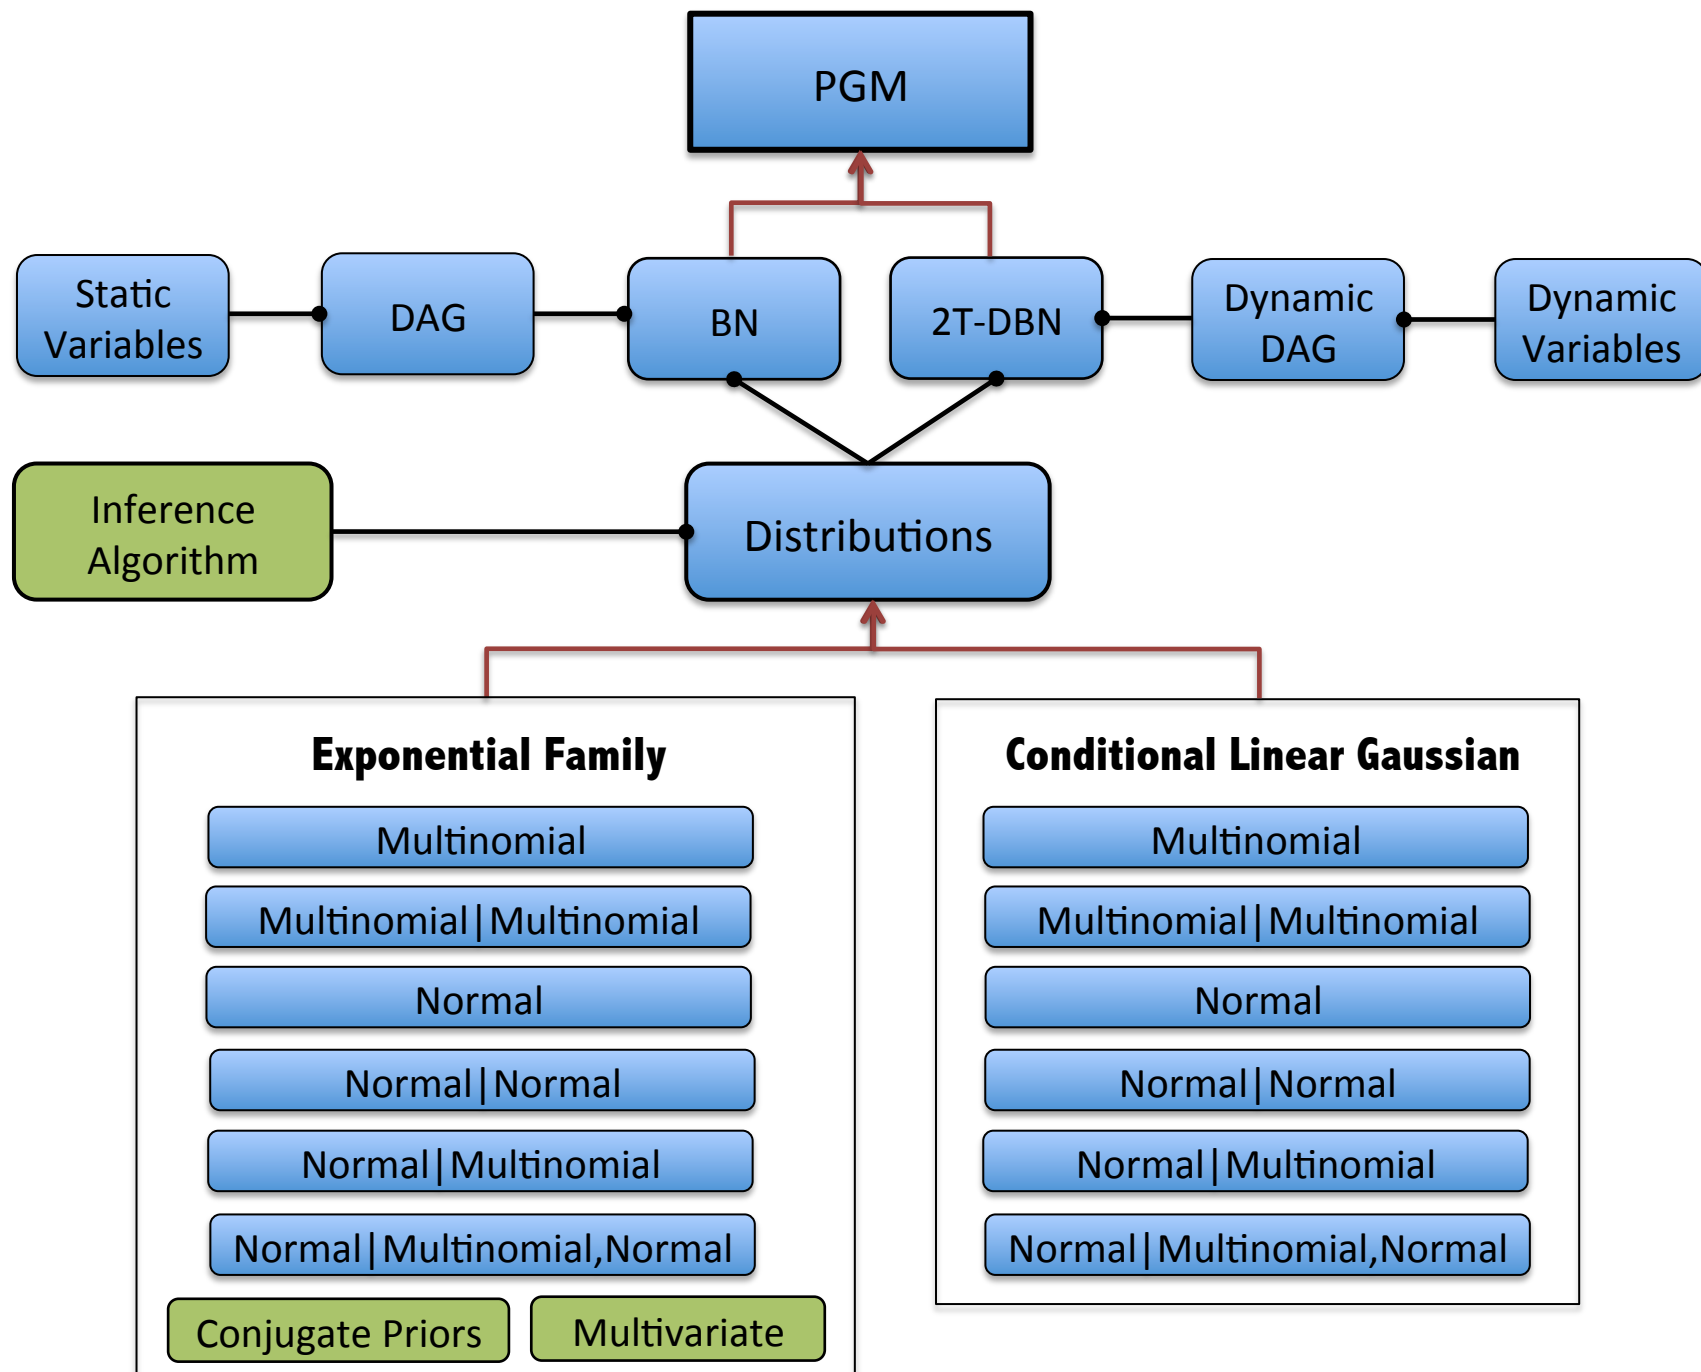 PGM
Static
Variables
DAG
BN
2T-DBN
Dynamic
DAG
Dynamic
Variables
Inference
Algorithm
Distributions
Exponential Family
Multinomial
Multinomial|Multinomial
Normal
Normal|Normal
Normal|Multinomial
Normal|Multinomial,Normal
Conjugate Priors
Multivariate
Conditional Linear Gaussian
Multinomial
Multinomial|Multinomial
Normal
Normal|Normal
Normal|Multinomial
Normal|Multinomial,Normal